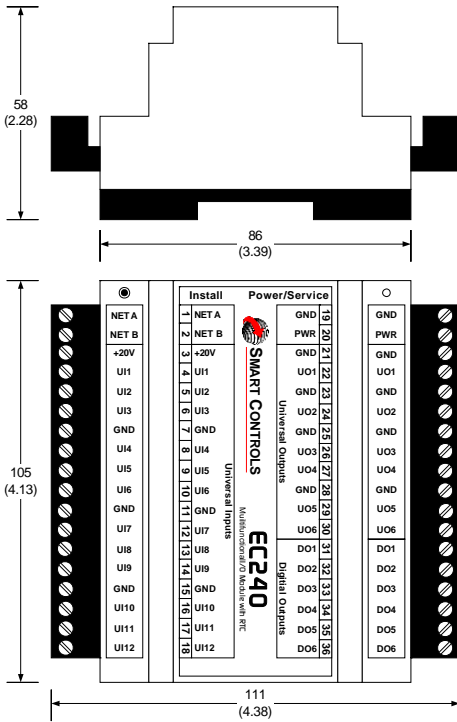 58
(2.28)
86
(3.39)
Install Power/Service
NET A 1 NET A GND 19 GND
NET B 2 NET B PWR 20 PWR
+20V 3 +20V GND 21 GND
UI1 4 UI1 UO1 22 UO1
UI2 5 UI2 GND 23 GND
UI3 6 UI3 UO2 24 UO2
GND 7 GND GND 25 GND
UI4 8 UI4 UO3 26 UO3
UI5 9 UI5 UO4 27 UO4
UI6 10 UI6 GND 28 GND
GND 11 GND UO5 29 UO5
UI7 12 UI7 UO6 30 UO6
UI8 13 UI8 DO1 31 DO1
UI9 14 UI9 DO2 32 DO2
GND 15 GND DO3 33 DO3
UI10 16 UI10 DO4 34 DO4
UI11 17 UI11 DO5 35 DO5
UI12 18 UI12 DO6 36 DO6
Universal Inputs
SMART CONTROLS
EC240
Multifunctional I/O Module with RTC
Universal Outputs
Digitial Outputs
105
(4.13)
111
(4.38)